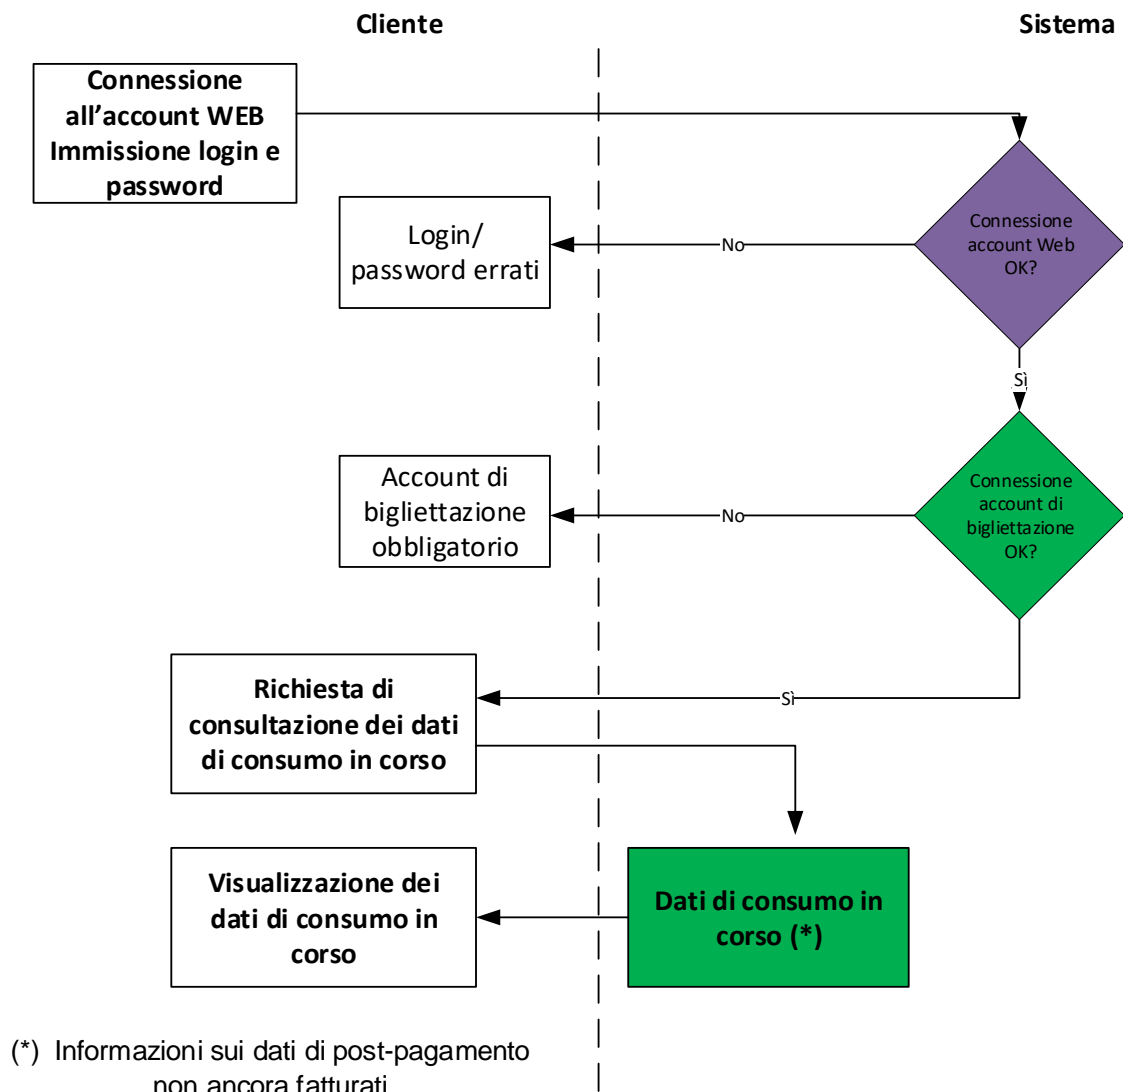 Cliente
Sistema
Connessione
all’account WEB
Immissione login e
password
Login/
password errati
No
Connessione
account Web
OK?
Sì
Account di
bigliettazione
obbligatorio
No
Connessione
account di
bigliettazione
OK?
Richiesta di
consultazione dei dati
di consumo in corso
Sì
Visualizzazione dei
dati di consumo in
corso
Dati di consumo in
corso (*)
(*) Informazioni sui dati di post-pagamento
non ancora fatturati